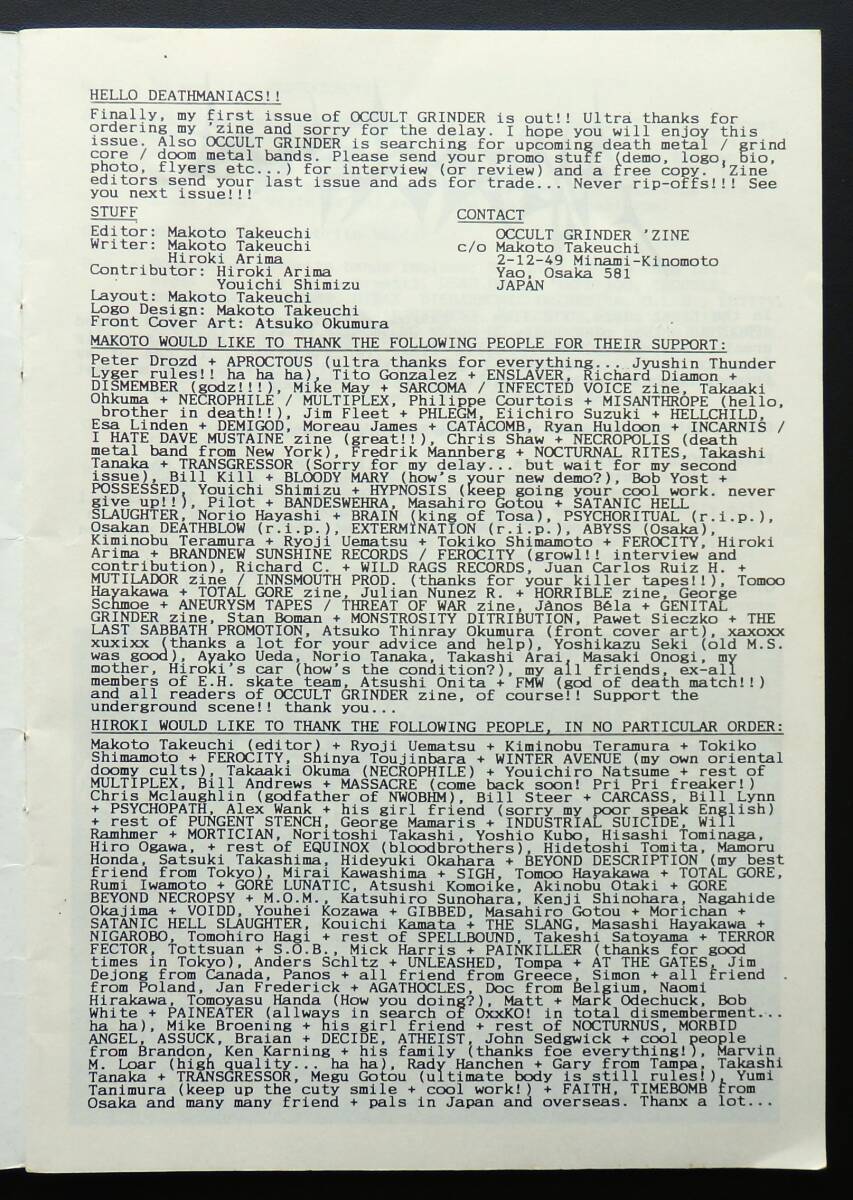 HELLO DEATHMANIACS!!
Finally, my first issue of OCCULT GRINDER is out!! Ultra thanks for
ordering my 'zine and sorry for the delay. I hope you will enjoy this
issue. Also OCCULT GRINDER is searching for upcoming death metal / grind
core / doom metal bands. Please send your promo stuff (demo, logo, bio,
photo, flyers etc...) for interview (or review) and a free copy. 'Zine
editors send your last issue and ads for trade... Never rip-offs!!! See
you next issue!!!
STUFF
Editor: Makoto Takeuchi
Writer: Makoto Takeuchi
Hiroki Arima
Contributor: Hiroki Arima
Youichi Shimizu
Layout: Makoto Takeuchi
Logo Design: Makoto Takeuchi
Front Cover Art: Atsuko Okumura
CONTACT
OCCULT GRINDER 'ZINE
c/o Makoto Takeuchi
2-12-49 Minami-Kinomoto
Yao, Osaka 581
JAPAN
MAKOTO WOULD LIKE TO THANK THE FOLLOWING PEOPLE FOR THEIR SUPPORT:
Peter Drozd + APROCTOUS (ultra thanks for everything... Jyushin Thunder
Lyger rules!! ha ha ha), Tito Gonzalez + ENSLAVER, Richard Diamon +
DISMEMBER (godz!!!), Mike May + SARCOMA / INFECTED VOICE zine, Takaaki
Ohkuma + NECROPHILE / MULTIPLEX, Philippe Courtois + MISANTHROPE (hello,
brother in death!!), Jim Fleet + PHLEGM, Eiichiro Suzuki + HELLCHILD,
Esa Linden + DEMIGOD, Moreau James + CATACOMB, Ryan Huldoon + INCARNIS /
I HATE DAVE MUSTAINE zine (great!!), Chris Shaw + NECROPOLIS (death
metal band from New York), Fredrik Mannberg + NOCTURNAL RITES, Takashi
Tanaka + TRANSGRESSOR (Sorry for my delay... but wait for my second
issue), Bill Kill + BLOODY MARY (how's your new demo?), Bob Yost +
POSSESSED, Youichi Shimizu + HYPNOSIS (keep going your cool work. never
give up!!), Pilot + BANDESWEHRA, Masahiro Gotou + SATANIC HELL
SLAUGHTER, Norio Hayashi + BRAIN (king of Tosa), PSYCHORITUAL (r.i.p.),
Osakan DEATHBLOW (r.i.p.), EXTERMINATION (r.i.p.), ABYSS (Osaka),
Kiminobu Teramura + Ryoji Uematsu + Tokiko Shimamoto + FEROCITY, Hiroki
Arima + BRANDNEW SUNSHINE RECORDS / FEROCITY (growl!! interview and
contribution), Richard C. + WILD RAGS RECORDS, Juan Carlos Ruiz H. +
MUTILADOR zine / INNSMOUTH PROD. (thanks for your killer tapes!!), Tomoo
Hayakawa + TOTAL GORE zine, Julian Nunez R. + HORRIBLE zine, George
Schmoe + ANEURYSM TAPES / THREAT OF WAR zine, Jânos Béla + GENITAL
GRINDER zine, Stan Boman + MONSTROSITY DITRIBUTION, Pawet Sieczko + THE
LAST SABBATH PROMOTION, Atsuko Thinray Okumura (front cover art), xaxoxx
xuxixx (thanks a lot for your advice and help), Yoshikazu Seki (old M.S.
was good), Ayako Ueda, Norio Tanaka, Takashi Arai, Masaki Onogi, my
mother, Hiroki's car (how's the condition?), my all friends, ex-all
members of E.H. skate team, Atsushi Onita + FMW (god of death match!!)
and all readers of OCCULT GRINDER zine, of course!! Support the
underground scene!! thank you...
HIROKI WOULD LIKE TO THANK THE FOLLOWING PEOPLE, IN NO PARTICULAR ORDER:
Makoto Takeuchi (editor) + Ryoji Uematsu + Kiminobu Teramura + Tokiko
Shimamoto + FEROCITY, Shinya Toujinbara + WINTER AVENUE (my own oriental
doomy cults), Takaaki Okuma (NECROPHILE) + Youichiro Natsume + rest of
MULTIPLEX, Bill Andrews + MASSACRE (come back soon! Pri Pri freaker!)
Chris Mclaughlin (godfather of NWOBHM), Bill Steer + CARCASS, Bill Lynn
+ PSYCHOPATH, Alex Wank + his girl friend (sorry my poor speak English)
+ rest of PUNGENT STENCH, George Mamaris + INDUSTRIAL SUICIDE, Will
Ramhmer + MORTICIAN, Noritoshi Takashi, Yoshio Kubo, Hisashi Tominaga,
Hiro Ogawa, + rest of EQUINOX (bloodbrothers), Hidetoshi Tomita, Mamoru
Honda, Satsuki Takashima, Hideyuki Okahara + BEYOND DESCRIPTION (my best
friend from Tokyo), Mirai Kawashima + SIGH, Tomoo Hayakawa + TOTAL GORE,
Rumi Iwamoto + GORE LUNATIC, Atsushi Komoike, Akinobu Otaki + GORE
BEYOND NECROPSY + M.O.M., Katsuhiro Sunohara, Kenji Shinohara, Nagahide
Okajima + VOIDD, Youhei Kozawa + GIBBED, Masahiro Gotou + Morichan +
SATANIC HELL SLAUGHTER, Kouichi Kamata + THE SLANG, Masashi Hayakawa +
NIGAROBO, Tomohiro Hagi + rest of SPELLBOUND, Takeshi Satoyama + TERROR
FECTOR, Tottsuan + S.O.B., Mick Harris + PAINKILLER (thanks for good
times in Tokyo), Anders Schltz + UNLEASHED, Tompa + AT THE GATES, Jim
Dejong from Canada, Panos + all friend from Greece, Simon + all friend
from Poland, Jan Frederick + AGATHOCLES, Doc from Belgium, Naomi
Hirakawa, Tomoyasu Handa (How you doing?), Matt + Mark Odechuck, Bob
White + PAINEATER (allways in search of OxxKO! in total dismemberment...
ha ha), Mike Broening + his girl friend + rest of NOCTURNUS, MORBID
ANGEL, ASSUCK, Braian + DECIDE, ATHEIST, John Sedgwick + cool people
from Brandon, Ken Karning + his family (thanks foe everything!), Marvin
M. Loar (high quality... ha ha), Rady Hanchen + Gary from Tampa, Takashi
Tanaka + TRANSGRESSOR, Megu Gotou (ultimate body is still rules!), Yumi
Tanimura (keep up the cuty smile + cool work!) + FAITH, TIMEBOMB from
Osaka and many many friend + pals in Japan and overseas. Thanx a lot...